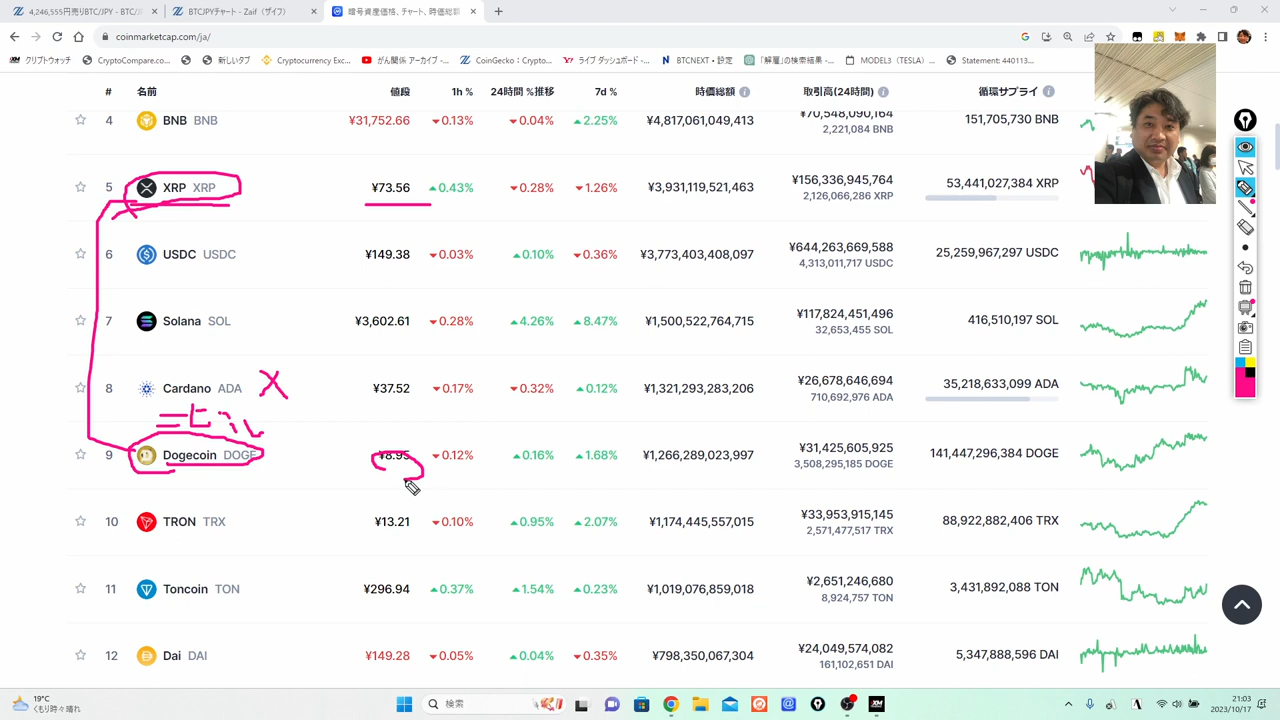 4,246,555円売りBTC/JPY - BTC/JF
BTCJPYチャート - Zaif（ザイフ）
暗号資産価格、チャート、時価総額
coinmarketcap.com/ja/
クリプトウォッチ
CryptoCompare.co...
新しいタブ
Cryptocurrency Exc...
がん関係 アーカイブ -...
CoinGecko：Crypto...
ライブ ダッシュボード -...
BTCNEXT • 設定
「解雇」の検索結果 -...
MODEL3（TESLA）...
Statement: 440113...
# 名前 値段 1h % 24時間 %推移 7d % 時価総額 取引高(24時間) 循環サプライ
4 BNB BNB ¥31,752.66 0.13% 0.04% 2.25% ¥4,817,061,049,413 ¥70,548,090,164 151,705,730 BNB
2,221,084 BNB
5 XRP XRP ¥73.56 0.43% 0.28% 1.26% ¥3,931,119,521,463 ¥156,336,945,764 53,441,027,384 XRP
2,126,066,286 XRP
6 USDC USDC ¥149.38 0.03% 0.10% 0.36% ¥3,773,403,408,097 ¥644,263,669,588 25,259,967,297 USDC
4,313,011,717 USDC
7 Solana SOL ¥3,602.61 0.28% 4.26% 8.47% ¥1,500,522,764,715 ¥117,824,451,496 416,510,197 SOL
32,653,455 SOL
8 Cardano ADA X ¥37.52 0.17% 0.32% 0.12% ¥1,321,293,283,206 ¥26,678,646,694 35,218,633,099 ADA
710,692,976 ADA
9 Dogecoin DOGE ¥8.95 0.12% 0.16% 1.68% ¥1,266,289,023,997 ¥31,425,605,925 141,447,296,384 DOGE
3,508,295,185 DOGE
10 TRON TRX ¥13.21 0.10% 0.95% 2.07% ¥1,174,445,557,015 ¥33,953,915,145 88,922,882,406 TRX
2,571,477,517 TRX
11 Toncoin TON ¥296.94 0.37% 1.54% 0.23% ¥1,019,076,859,018 ¥2,651,246,680 3,431,892,088 TON
8,924,757 TON
12 Dai DAI ¥149.28 0.05% 0.04% 0.35% ¥798,350,067,304 ¥24,049,574,082 5,347,888,596 DAI
161,102,651 DAI
19°C
くもり時々晴れ
検索
21:03
2023/10/17